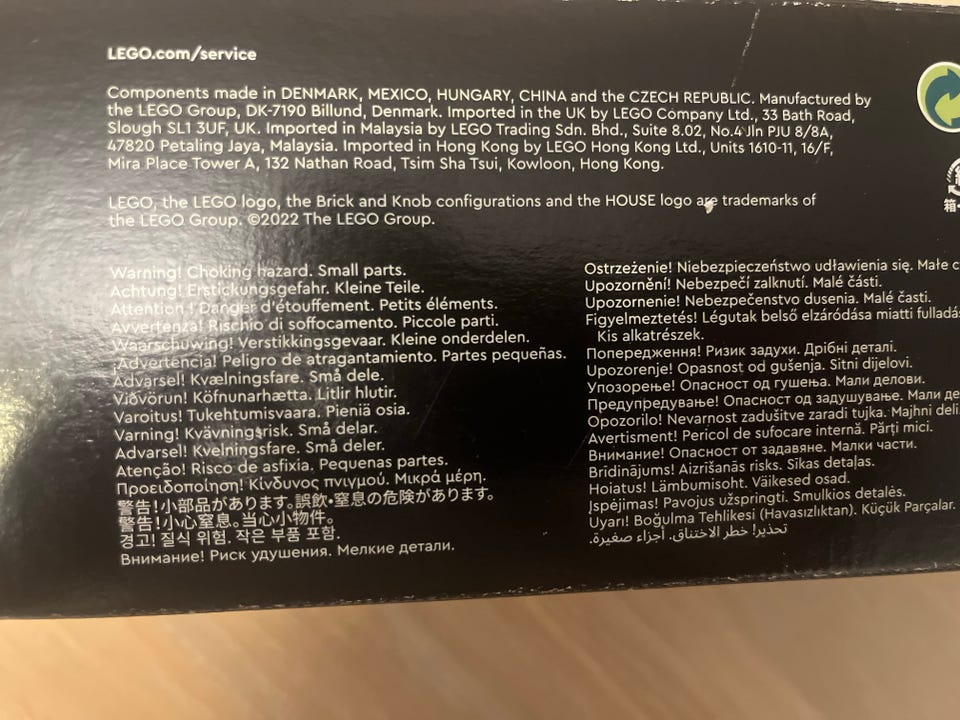 LEGO.com/service
Components made in DENMARK, MEXICO, HUNGARY, CHINA and the CZECH REPUBLIC. Manufactured by
the LEGO Group, DK-7190 Billund, Denmark. Imported in the UK by LEGO Company Ltd., 33 Bath Road,
Slough SL1 3UF, UK. Imported in Malaysia by LEGO Trading Sdn. Bhd., Suite 8.02, No.4 Jln PJU 8/8A,
47820 Petaling Jaya, Malaysia. Imported in Hong Kong by LEGO Hong Kong Ltd., Units 1610-11, 16/F,
Mira Place Tower A, 132 Nathan Road, Tsim Sha Tsui, Kowloon, Hong Kong.
LEGO, the LEGO logo, the Brick and Knob configurations and the HOUSE logo are trademarks of
the LEGO Group. ©2022 The LEGO Group.
Warning! Choking hazard. Small parts.
Achtung! Erstickungsgefahr. Kleine Teile.
Attention ! Danger d'étouffement. Petits éléments.
Avvertenza! Rischio di soffocamento. Piccole parti.
Waarschuwing! Verstikkingsgevaar. Kleine onderdelen.
¡Advertencia! Peligro de atragantamiento. Partes pequeñas.
Advarsel! Kvælningsfare. Små dele.
Viðvörun! Köfnunarhætta. Litlir hlutir.
Varoitus! Tukehtumisvaara. Pieniä osia.
Varning! Kvävningsrisk. Små delar.
Advarsel! Kvelningsfare. Små deler.
Atenção! Risco de asfixia. Pequenas partes.
Προειδοποίηση! Κίνδυνος πνιγμού. Μικρά μέρη.
警告!小部品があります。誤飲・窒息の危険があります。
警告!小心窒息。当心小物件。
경고! 질식 위험. 작은 부품 포함.
Внимание! Риск удушения. Мелкие детали.
Ostrzeżenie! Niebezpieczeństwo udławienia się. Małe
Upozornění! Nebezpečí zalknutí. Malé části.
Upozornenie! Nebezpečenstvo dusenia. Malé časti.
Figyelmeztetés! Légutak belső elzáródása miatti
Kis alkatrészek.
Попередження! Ризик задухи. Дрібні деталі.
Upozorenje! Opasnost od gušenja. Sitni dijelovi.
Упозорење! Опасност од гушења. Мали делови.
Предупредување! Опасност од задушување. Мали
Opozorilo! Nevarnost zadušitve zaradi tujka. Majhni
Avertisment! Pericol de sufocare internă. Părți mici.
Внимание! Опасност от задавяне. Малки части.
Brīdinājums! Aizrīšanās risks. Sīkas detaļas.
Hoiatus! Lämbumisoht. Väikesed osad.
Įspėjimas! Pavojus užspringti. Smulkios detalės.
Uyarı! Boğulma Tehlikesi (Havasızlıktan). Küçük Parçalar.
تحذير! خطر الاختناق. أجزاء صغيرة.
箱